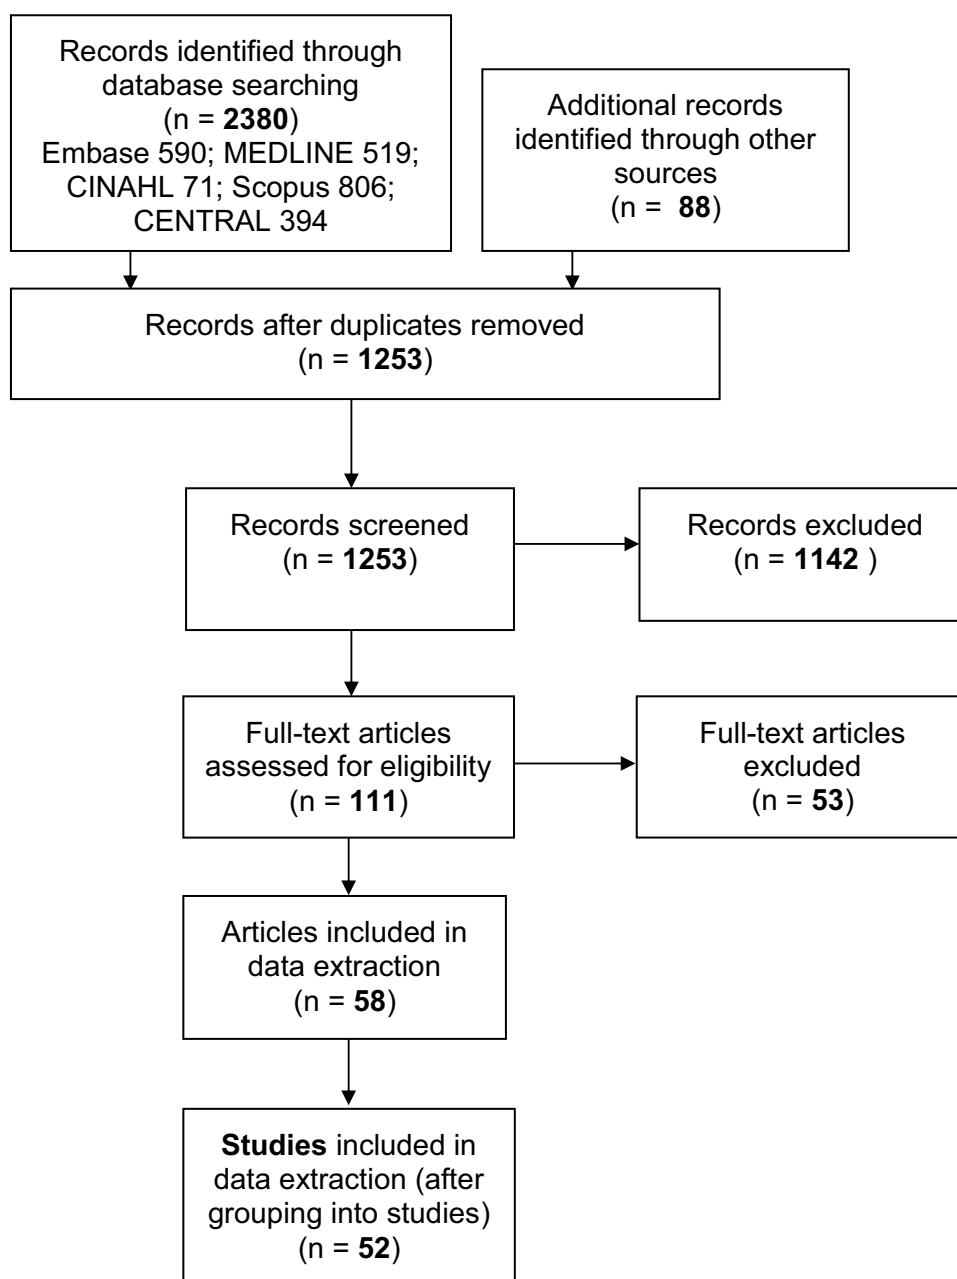 Records identified through
database searching
(n = 2380)
Embase 590; MEDLINE 519;
CINAHL 71; Scopus 806;
CENTRAL 394
Additional records
identified through other
sources
(n =  88)
Records after duplicates removed
(n = 1253)
Records screened
(n = 1253)
Records excluded
(n = 1142 )
Full-text articles
assessed for eligibility
(n = 111)
Full-text articles
excluded
(n = 53)
Articles included in
data extraction
(n = 58)
Studies included in
data extraction (after
grouping into studies)
(n = 52)